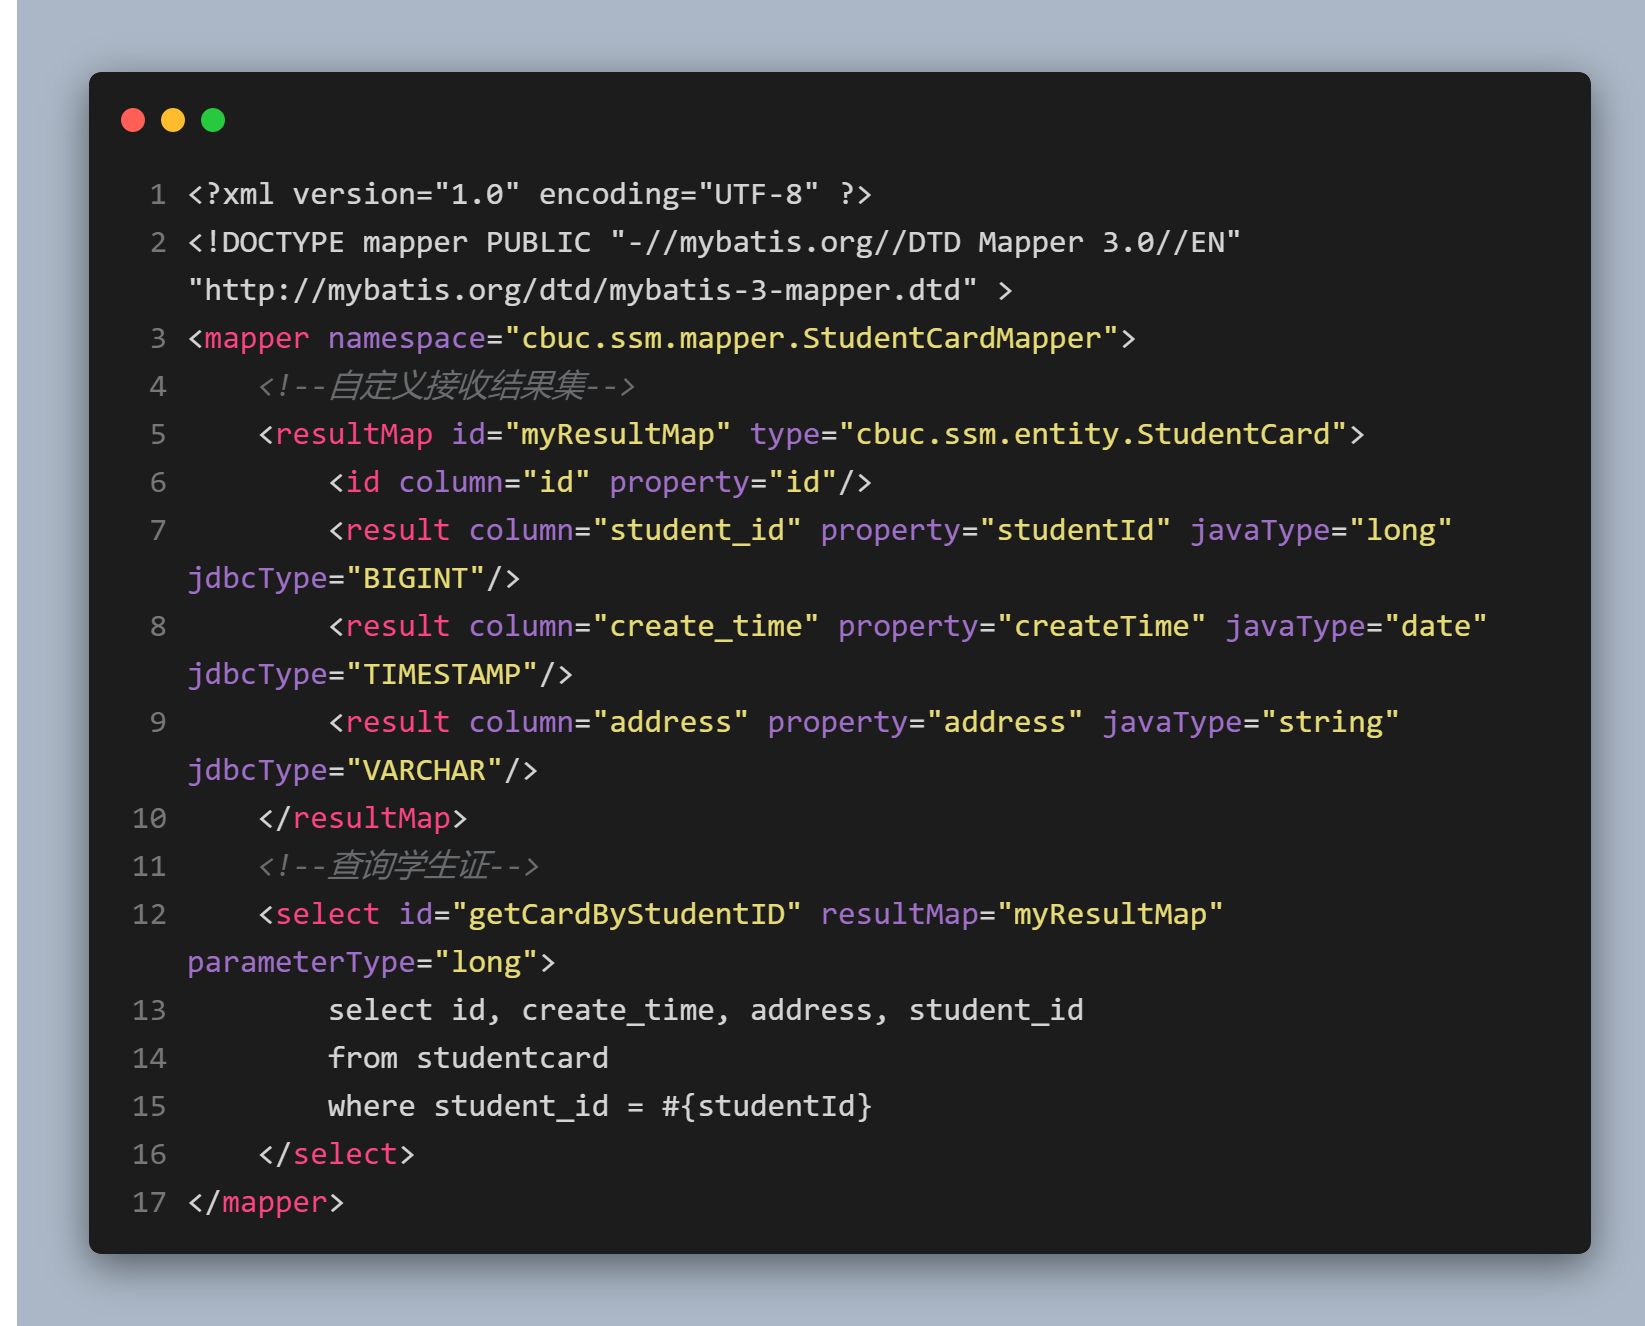 1 <?xml version="1.0" encoding="UTF-8" ?>
2 <!DOCTYPE mapper PUBLIC "-//mybatis.org//DTD Mapper 3.0//EN"
"http://mybatis.org/dtd/mybatis-3-mapper.dtd" >
3 <mapper namespace="cbuc.ssm.mapper.StudentCardMapper">
4     <!--自定义接收结果集-->
5     <resultMap id="myResultMap" type="cbuc.ssm.entity.StudentCard">
6         <id column="id" property="id"/>
7         <result column="student_id" property="studentId" javaType="long"
jdbcType="BIGINT"/>
8         <result column="create_time" property="createTime" javaType="date"
jdbcType="TIMESTAMP"/>
9         <result column="address" property="address" javaType="string"
jdbcType="VARCHAR"/>
10     </resultMap>
11     <!--查询学生证-->
12     <select id="getCardByStudentID" resultMap="myResultMap"
parameterType="long">
13         select id, create_time, address, student_id
14         from studentcard
15         where student_id = #{studentId}
16     </select>
17 </mapper>